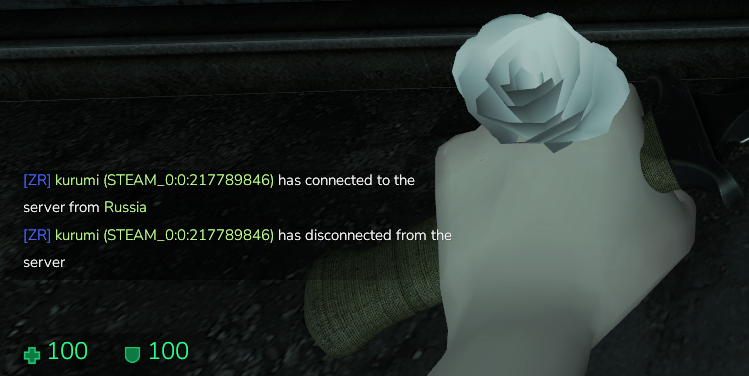 [ZR] kurumi (STEAM_0:0:217789846) has connected to the
server from Russia
[ZR] kurumi (STEAM_0:0:217789846) has disconnected from the
server
100 100